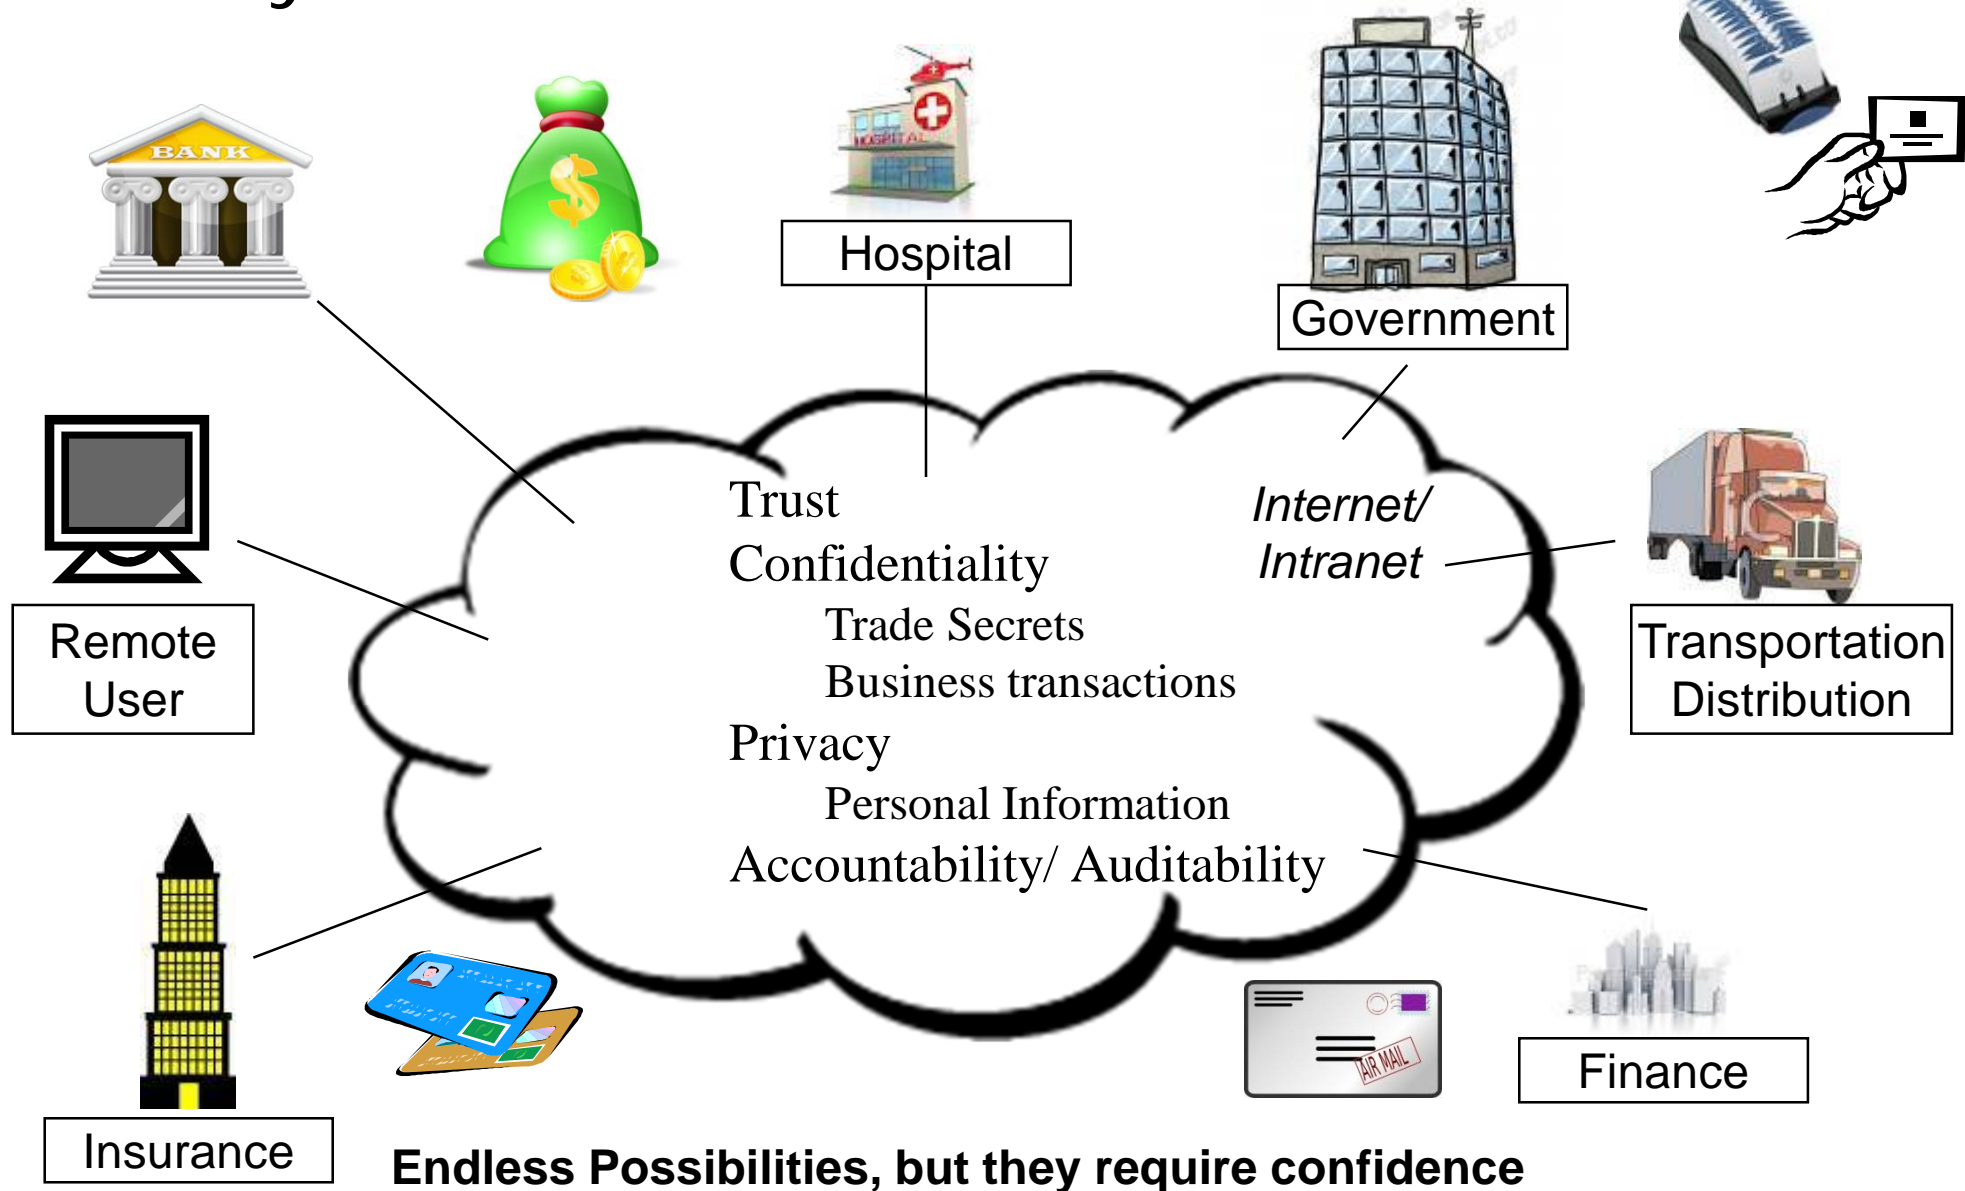 BANK
HOSPITAL
Hospital
Government
Trust
Confidentiality
Trade Secrets
Business transactions
Privacy
Personal Information
Accountability/ Auditability
Internet/
Intranet
Remote
User
Transportation
Distribution
Insurance
AIR MAIL
Finance
Endless Possibilities, but they require confidence